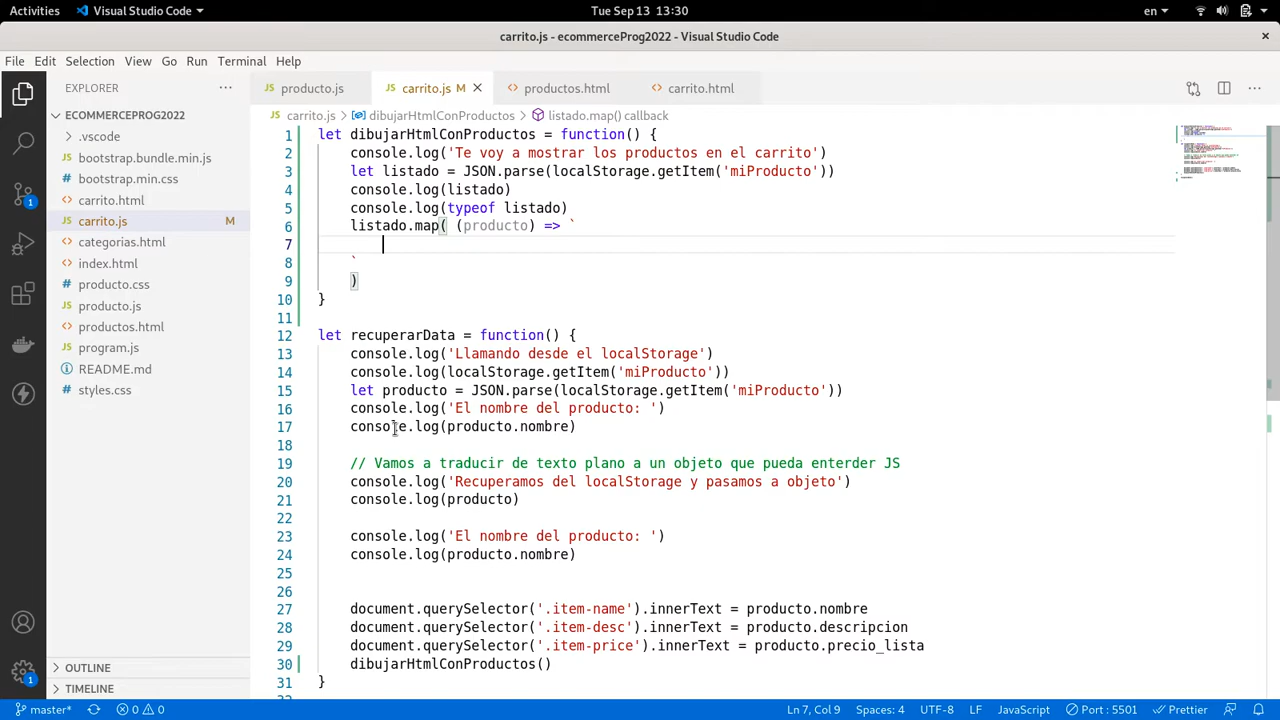 Activities
Visual Studio Code
Tue Sep 13 13:30
en
carrito.js - ecommerceProg2022 - Visual Studio Code
File Edit Selection View Go Run Terminal Help
EXPLORER
JS producto.js
JS carrito.js M
<> productos.html
<> carrito.html
JS carrito.js > dibujarHtmlConProductos > listado.map() callback
ECOMMERCEPROG2022
.vscode
JS bootstrap.bundle.min.js
bootstrap.min.css
<> carrito.html
JS carrito.js M
<> categorias.html
<> index.html
producto.css
JS producto.js
<> productos.html
JS program.js
README.md
styles.css
OUTLINE
TIMELINE
1
1
1 let dibujarHtmlConProductos = function() {
2 console.log('Te voy a mostrar los productos en el carrito')
3 let listado = JSON.parse(localStorage.getItem('miProducto'))
4 console.log(listado)
5 console.log(typeof listado)
6 listado.map( (producto) => `
7
8 `
9 )
10 }
11
12 let recuperarData = function() {
13 console.log('Llamando desde el localStorage')
14 console.log(localStorage.getItem('miProducto'))
15 let producto = JSON.parse(localStorage.getItem('miProducto'))
16 console.log('El nombre del producto: ')
17 console.log(producto.nombre)
18
19 // Vamos a traducir de texto plano a un objeto que pueda enterder JS
20 console.log('Recuperamos del localStorage y pasamos a objeto')
21 console.log(producto)
22
23 console.log('El nombre del producto: ')
24 console.log(producto.nombre)
25
26
27 document.querySelector('.item-name').innerText = producto.nombre
28 document.querySelector('.item-desc').innerText = producto.descripcion
29 document.querySelector('.item-price').innerText = producto.precio_lista
30 dibujarHtmlConProductos()
31 }
master*
0
0
Ln 7, Col 9
Spaces: 4
UTF-8
LF
JavaScript
Port : 5501
Prettier